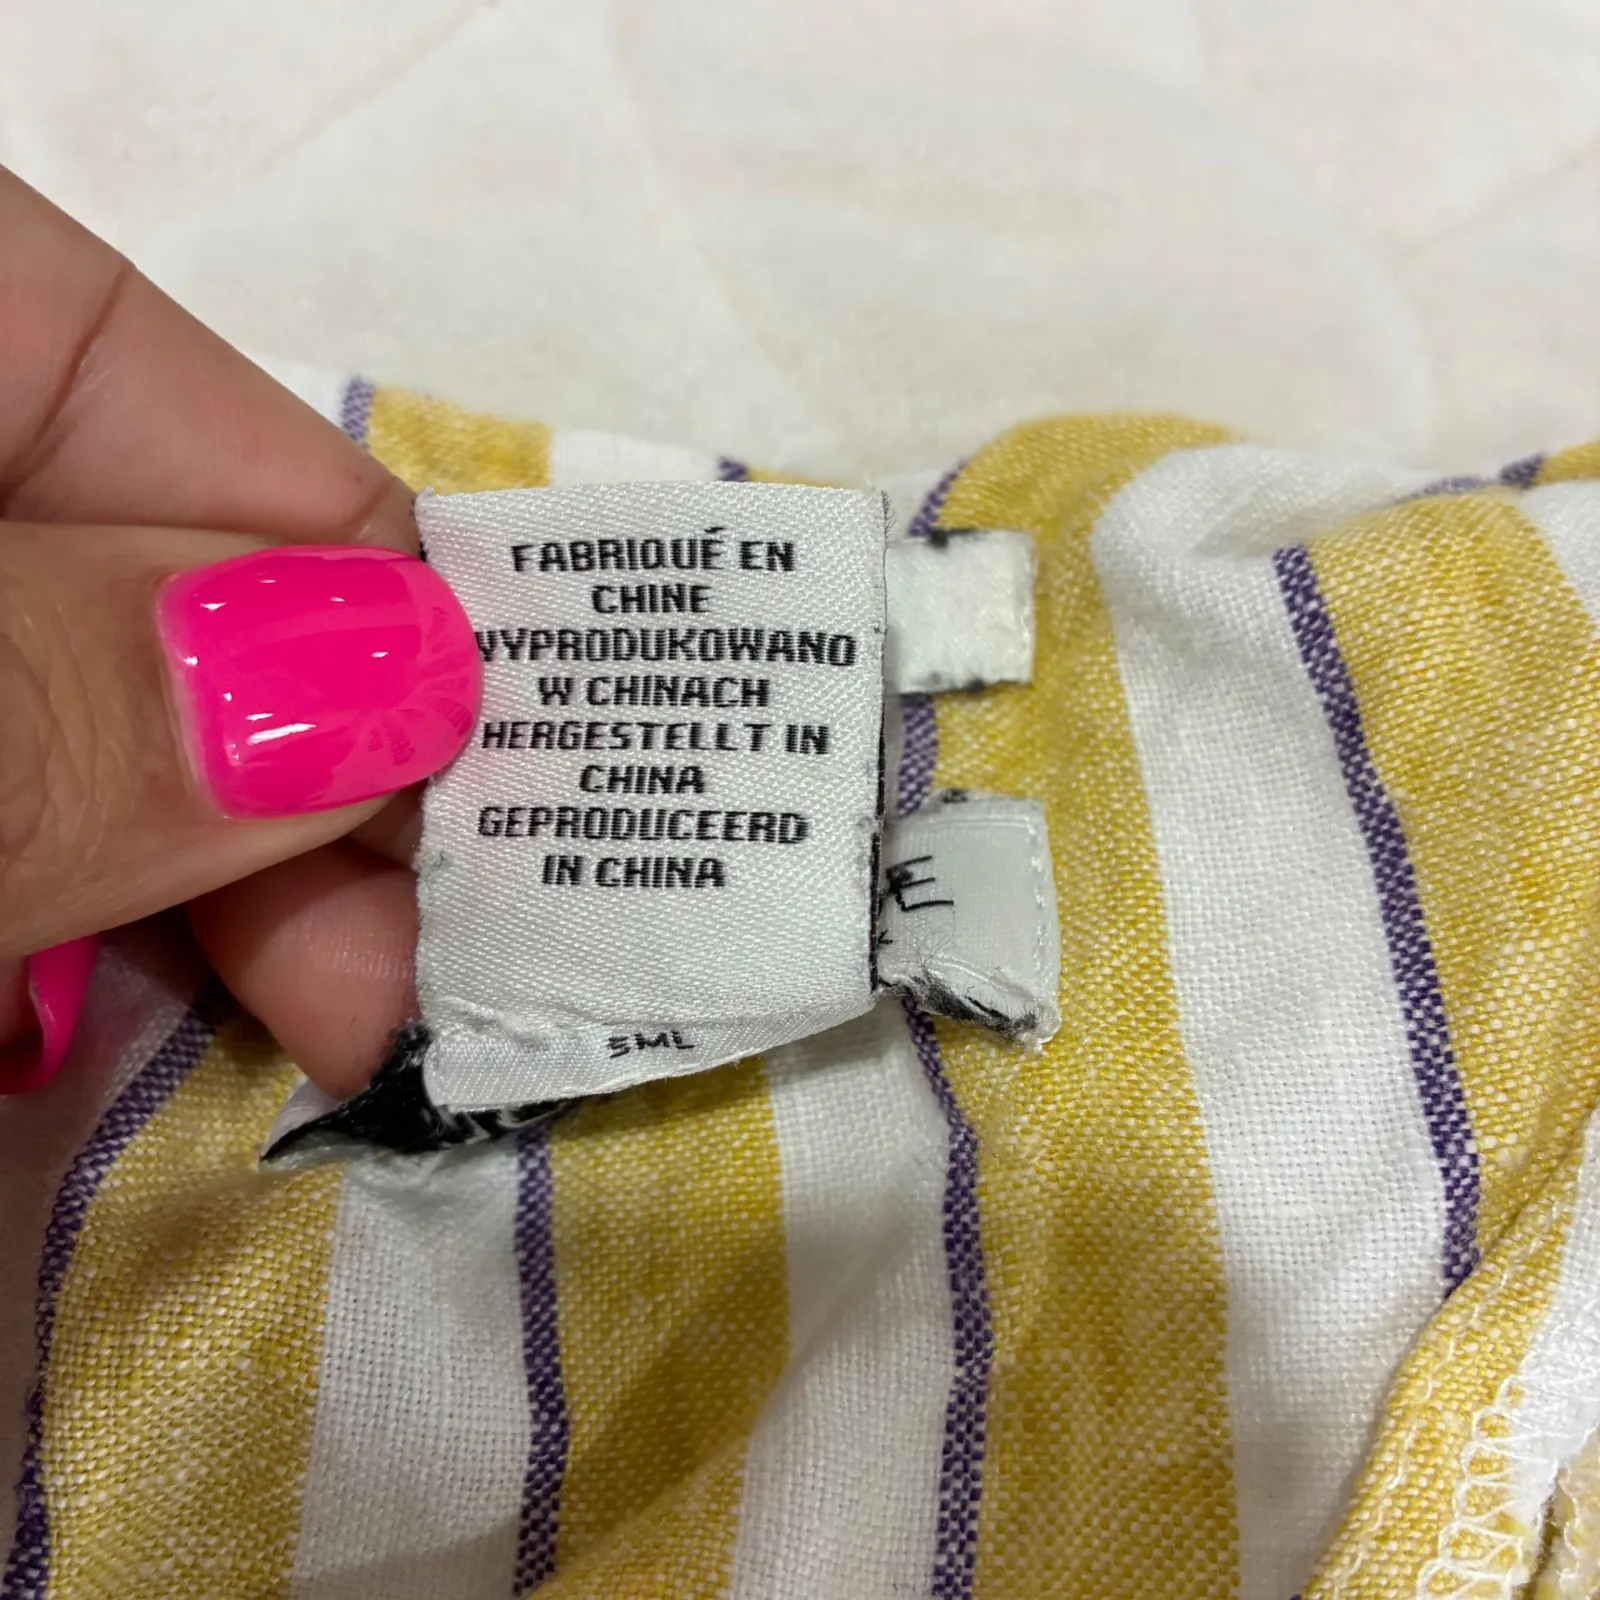 FABRIQUÉ EN
CHINE
WYPRODUKOWANO
W CHINACH
HERGESTELLT IN
CHINA
GEPRODUCEERD
IN CHINA
E
SML